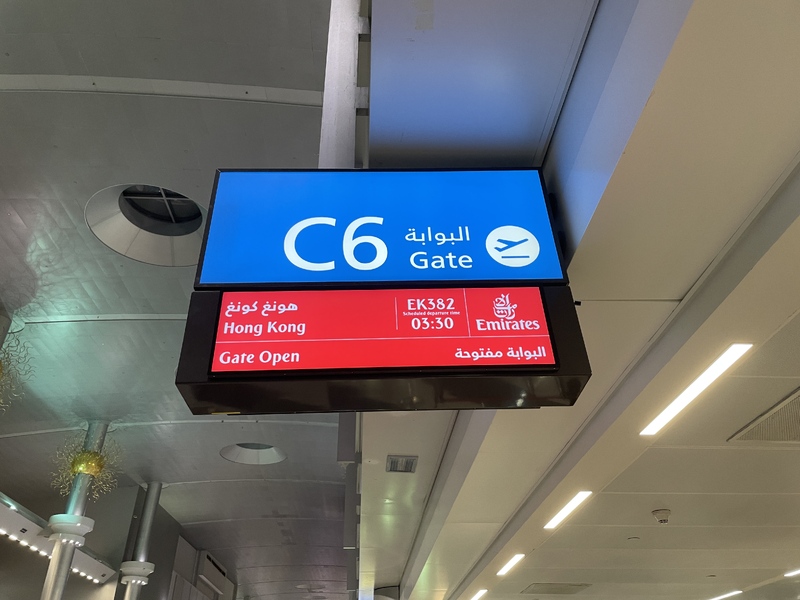 C6 البوابة
Gate
هونغ كونغ
Hong Kong
EK382
Scheduled departure time
03:30
Emirates
Gate Open
البوابة مفتوحة